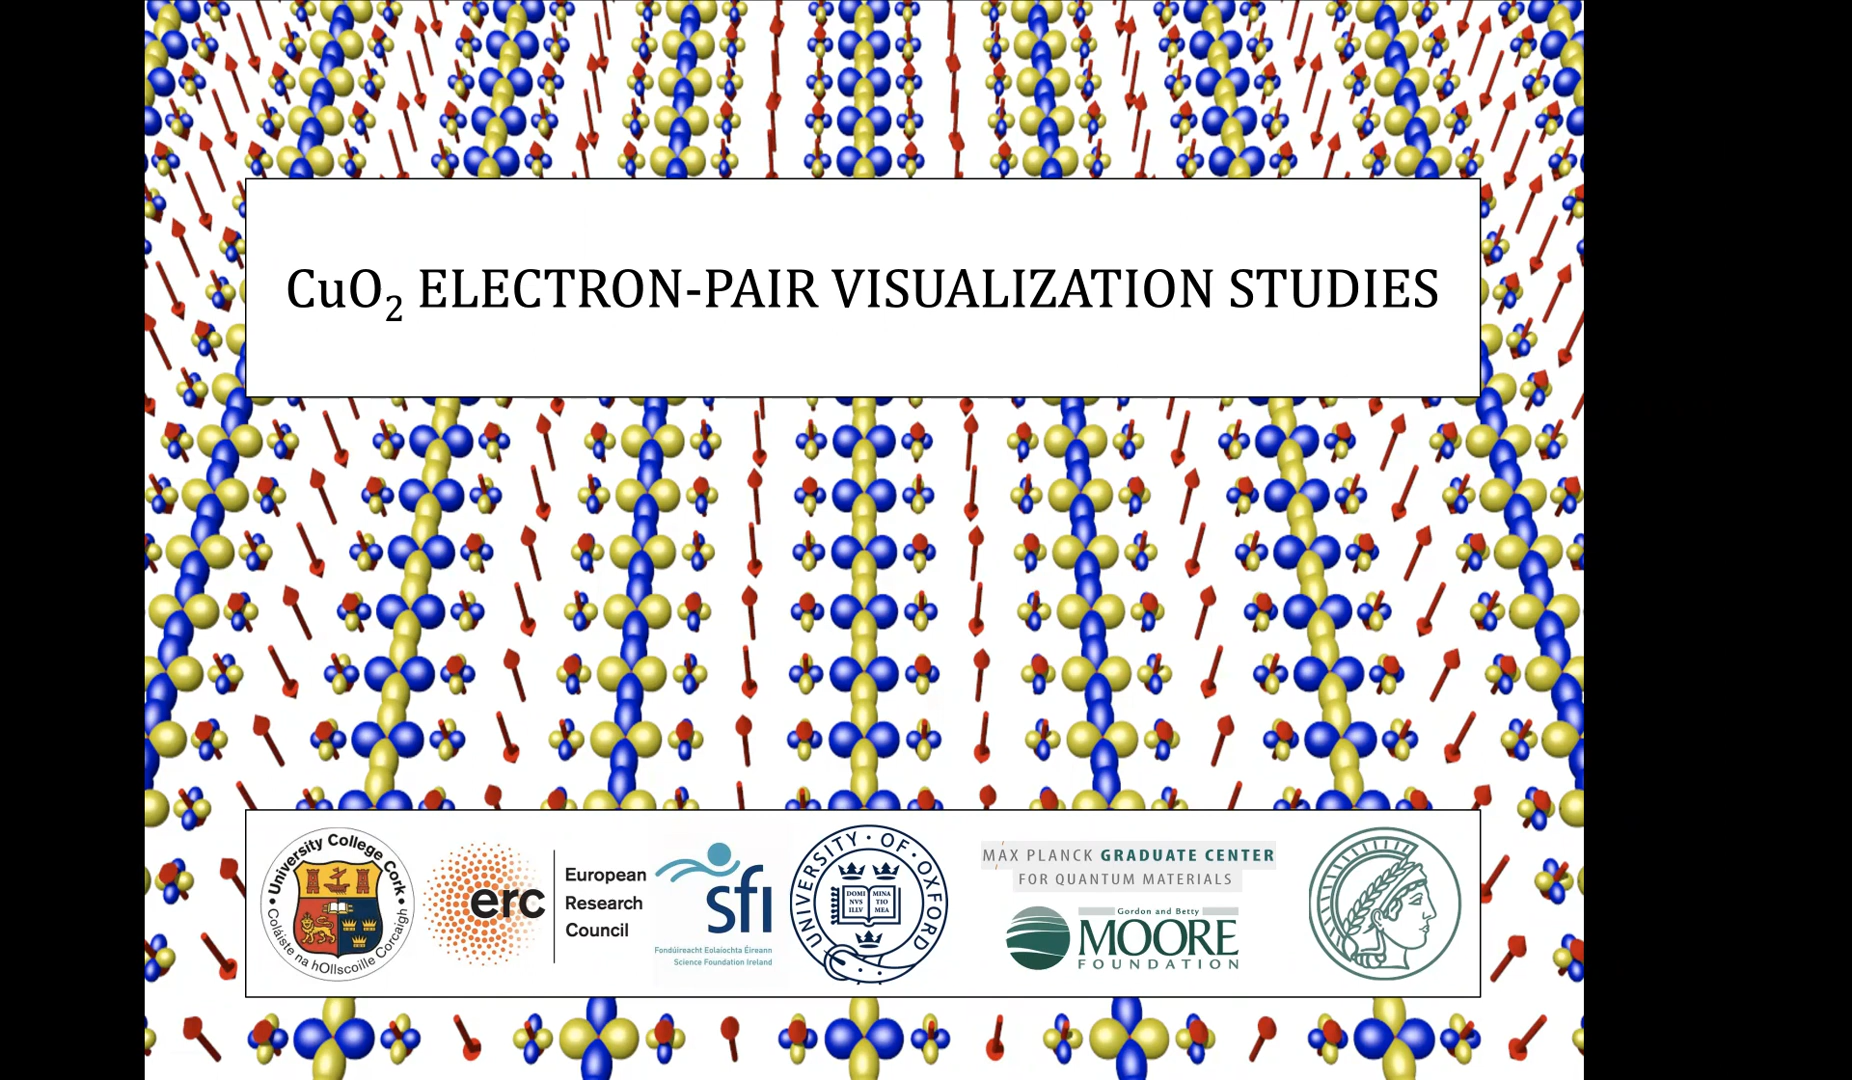 CuO₂ ELECTRON-PAIR VISUALIZATION STUDIES
University College Cork
Coláiste na hOllscoille Corcaigh
erc
European
Research
Council
sfi
Fondúireacht Eolaíochta Éireann
Science Foundation Ireland
UNIVERSITY · OF · OXFORD
DOMI MINA
NVS TIO
ILLV MEA
MAX PLANCK GRADUATE CENTER
FOR QUANTUM MATERIALS
Gordon and Betty
MOORE
FOUNDATION